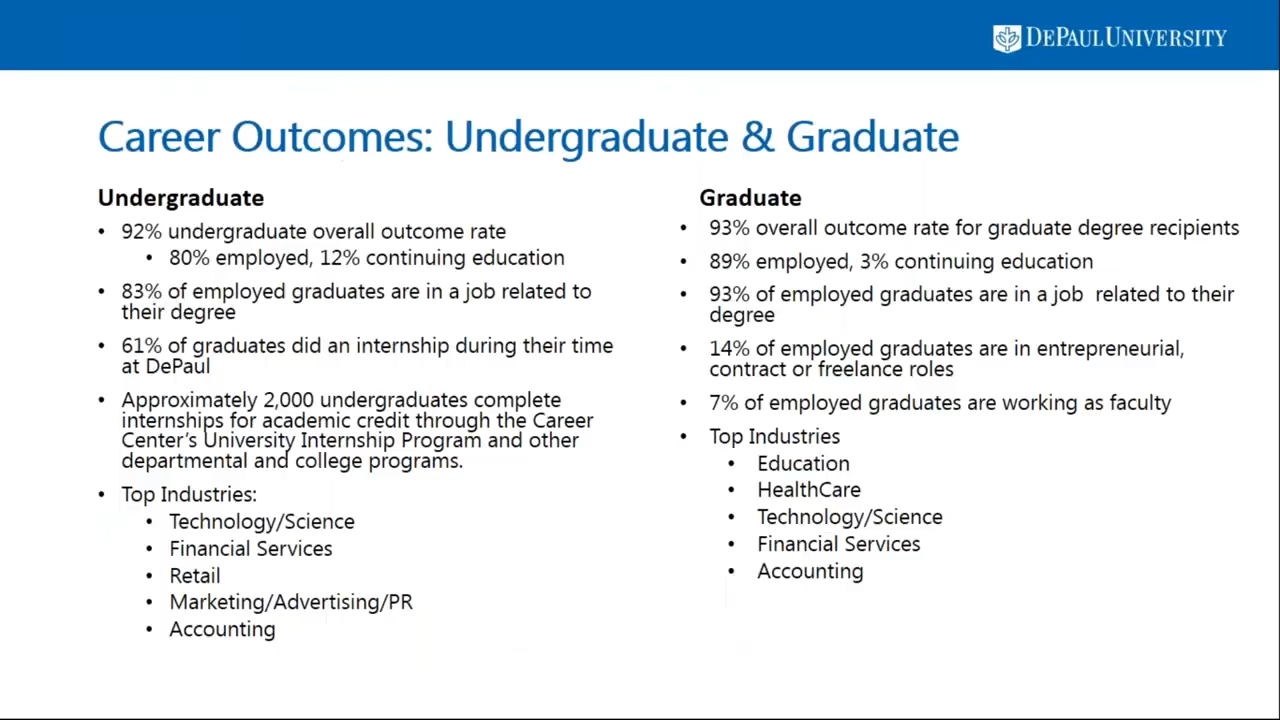 DEPAUL UNIVERSITY
Career Outcomes: Undergraduate & Graduate
Undergraduate
• 92% undergraduate overall outcome rate
• 80% employed, 12% continuing education
• 83% of employed graduates are in a job related to
their degree
• 61% of graduates did an internship during their time
at DePaul
• Approximately 2,000 undergraduates complete
internships for academic credit through the Career
Center's University Internship Program and other
departmental and college programs.
• Top Industries:
• Technology/Science
• Financial Services
• Retail
• Marketing/Advertising/PR
• Accounting
Graduate
• 93% overall outcome rate for graduate degree recipients
• 89% employed, 3% continuing education
• 93% of employed graduates are in a job related to their
degree
• 14% of employed graduates are in entrepreneurial,
contract or freelance roles
• 7% of employed graduates are working as faculty
• Top Industries
• Education
• HealthCare
• Technology/Science
• Financial Services
• Accounting